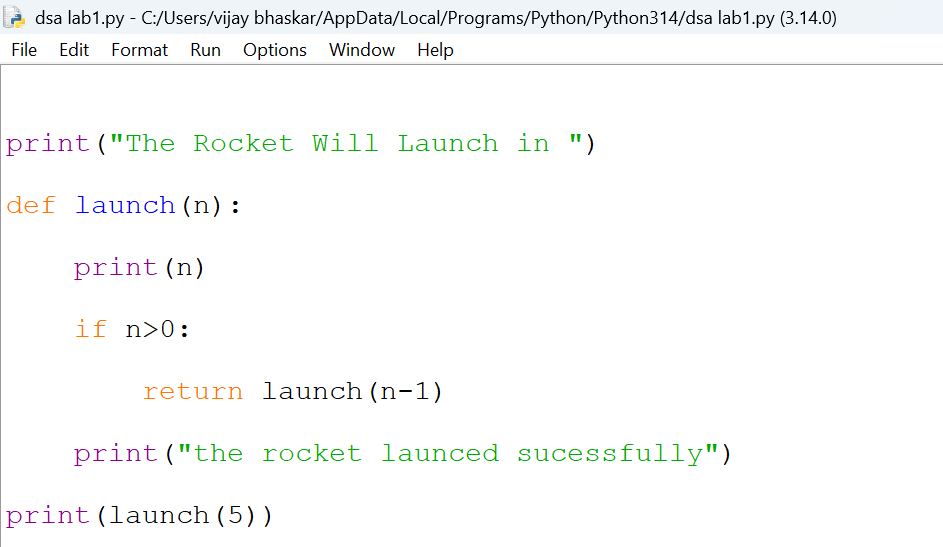 dsa lab1.py - C:/Users/vijay bhaskar/AppData/Local/Programs/Python/Python314/dsa lab1.py (3.14.0)
File Edit Format Run Options Window Help
print("The Rocket Will Launch in ")
def launch(n):
    print(n)
    if n>0:
        return launch(n-1)
    print("the rocket launced sucessfully")
print(launch(5))